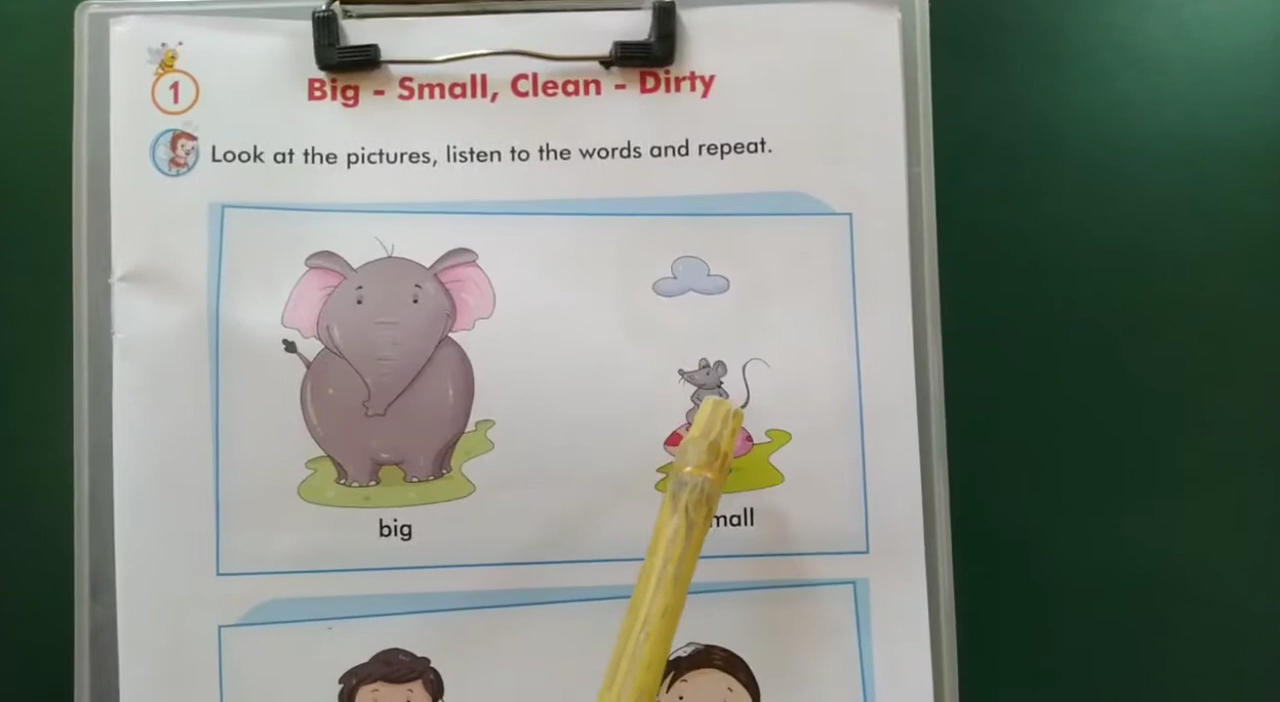 1
Big - Small, Clean - Dirty
Look at the pictures, listen to the words and repeat.
big